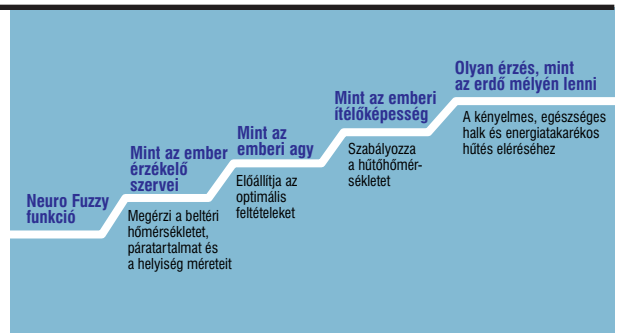 Neuro Fuzzy
funkció
Mint az ember
érzékelő
szervei
Megérzi a beltéri
hőmérsékletet,
páratartalmat és
a helyiség méreteit
Mint az
emberi agy
Előállítja az
optimális
feltételeket
Mint az emberi
ítélőképesség
Szabályozza
a hűtőhőmér-
sékletet
Olyan érzés, mint
az erdő mélyén lenni
A kényelmes, egészséges
halk és energiatakarékos
hűtés eléréséhez